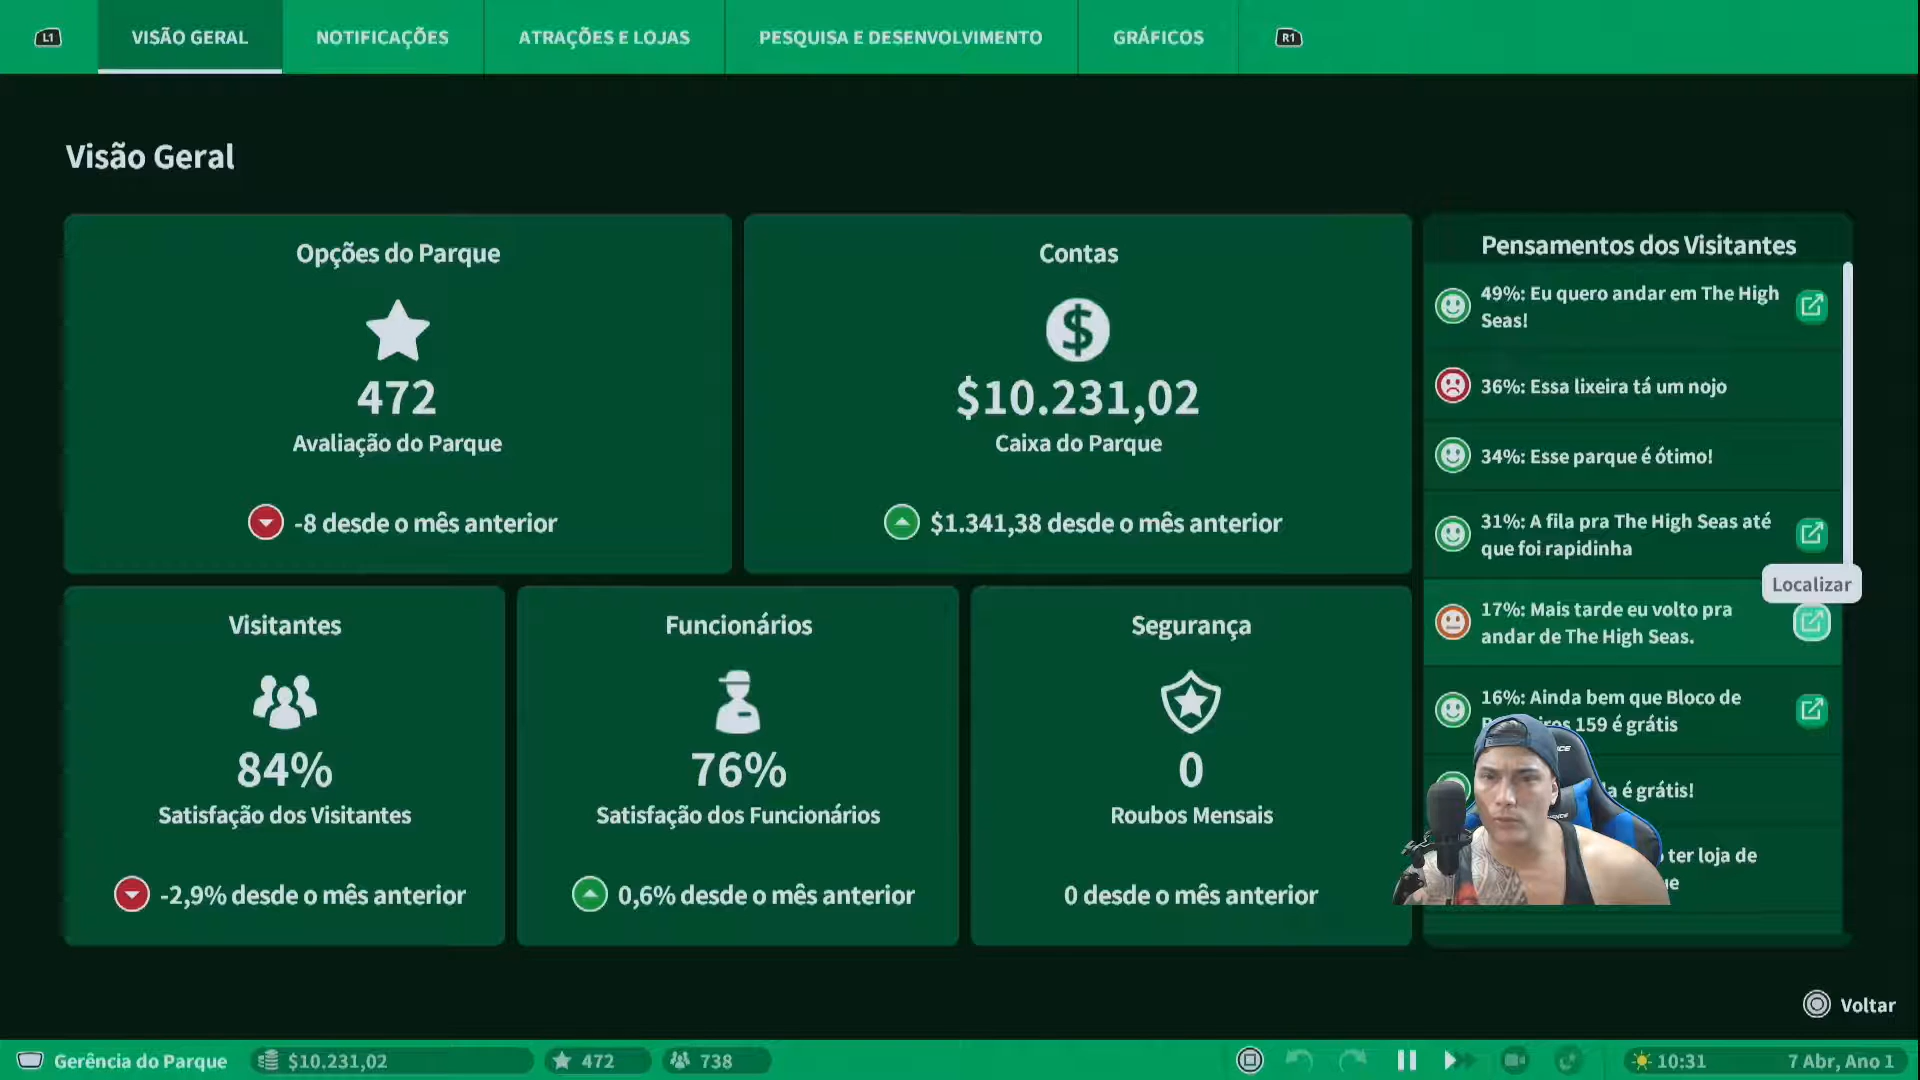 L1
VISÃO GERAL
NOTIFICAÇÕES
ATRAÇÕES E LOJAS
PESQUISA E DESENVOLVIMENTO
GRÁFICOS
R1
Visão Geral
Opções do Parque
472
Avaliação do Parque
-8 desde o mês anterior
Contas
$10.231,02
Caixa do Parque
$1.341,38 desde o mês anterior
Visitantes
84%
Satisfação dos Visitantes
-2,9% desde o mês anterior
Funcionários
76%
Satisfação dos Funcionários
0,6% desde o mês anterior
Segurança
0
Roubos Mensais
0 desde o mês anterior
Pensamentos dos Visitantes
49%: Eu quero andar em The High
Seas!
36%: Essa lixeira tá um nojo
34%: Esse parque é ótimo!
31%: A fila pra The High Seas até
que foi rapidinha
Localizar
17%: Mais tarde eu volto pra
andar de The High Seas.
16%: Ainda bem que Bloco de
159 é grátis
é grátis!
ter loja de
Voltar
Gerência do Parque
$10.231,02
472
738
10:31
7 Abr, Ano 1